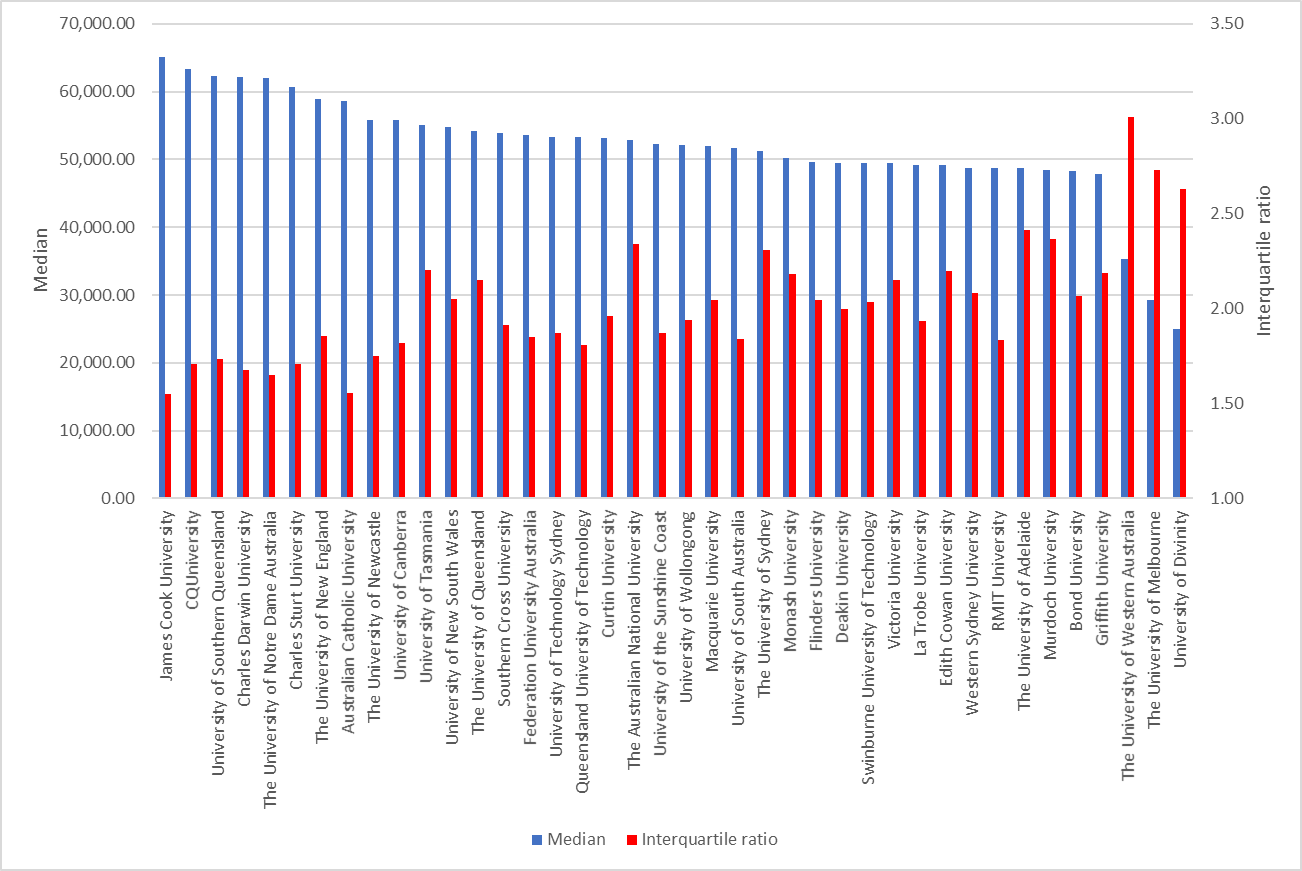 70,000.00
60,000.00
50,000.00
40,000.00
30,000.00
20,000.00
10,000.00
0.00
Median
3.50
3.00
2.50
2.00
1.50
1.00
Interquartile ratio
James Cook University
CQUniversity
University of Southern Queensland
Charles Darwin University
The University of Notre Dame Australia
Charles Sturt University
The University of New England
Australian Catholic University
The University of Newcastle
University of Canberra
University of Tasmania
University of New South Wales
The University of Queensland
Southern Cross University
Federation University Australia
University of Technology Sydney
Queensland University of Technology
Curtin University
The Australian National University
University of the Sunshine Coast
University of Wollongong
Macquarie University
University of South Australia
The University of Sydney
Monash University
Flinders University
Deakin University
Swinburne University of Technology
Victoria University
La Trobe University
Edith Cowan University
Western Sydney University
RMIT University
The University of Adelaide
Murdoch University
Bond University
Griffith University
The University of Western Australia
The University of Melbourne
University of Divinity
Median
Interquartile ratio